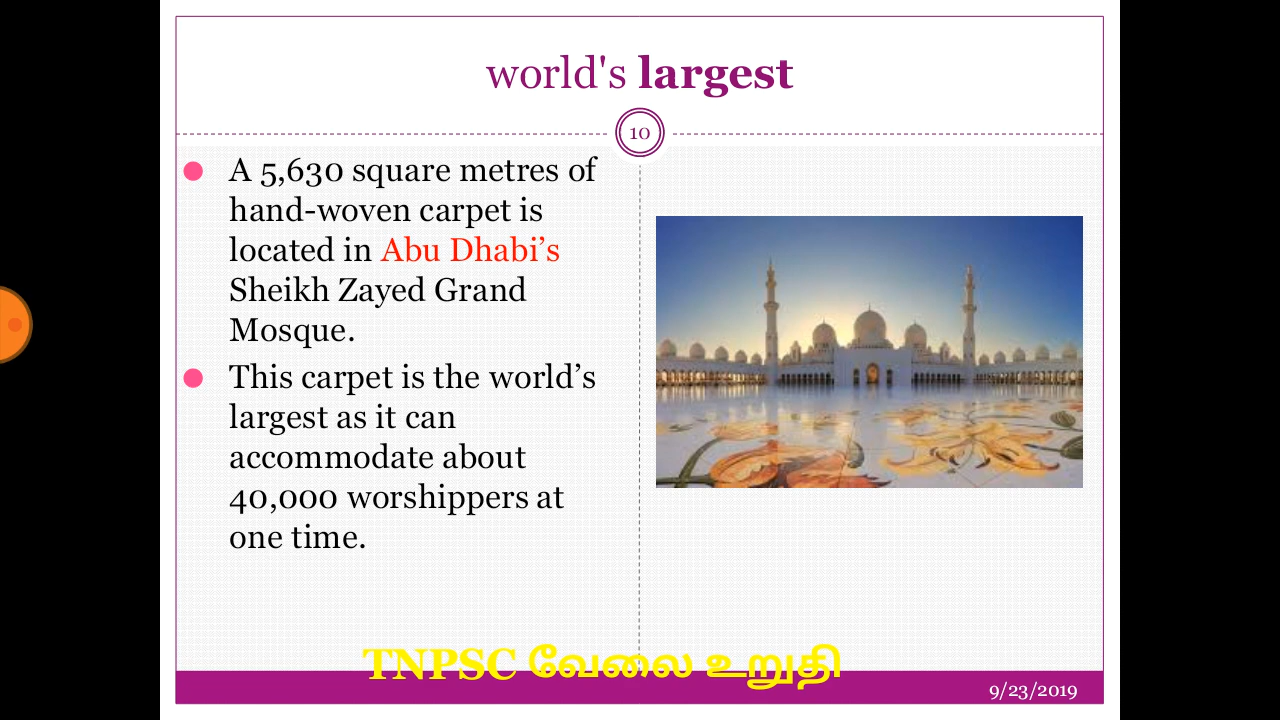 world's largest
10
A 5,630 square metres of
hand-woven carpet is
located in Abu Dhabi’s
Sheikh Zayed Grand
Mosque.
This carpet is the world’s
largest as it can
accommodate about
40,000 worshippers at
one time.
TNPSC வேலை உறுதி
9/23/2019